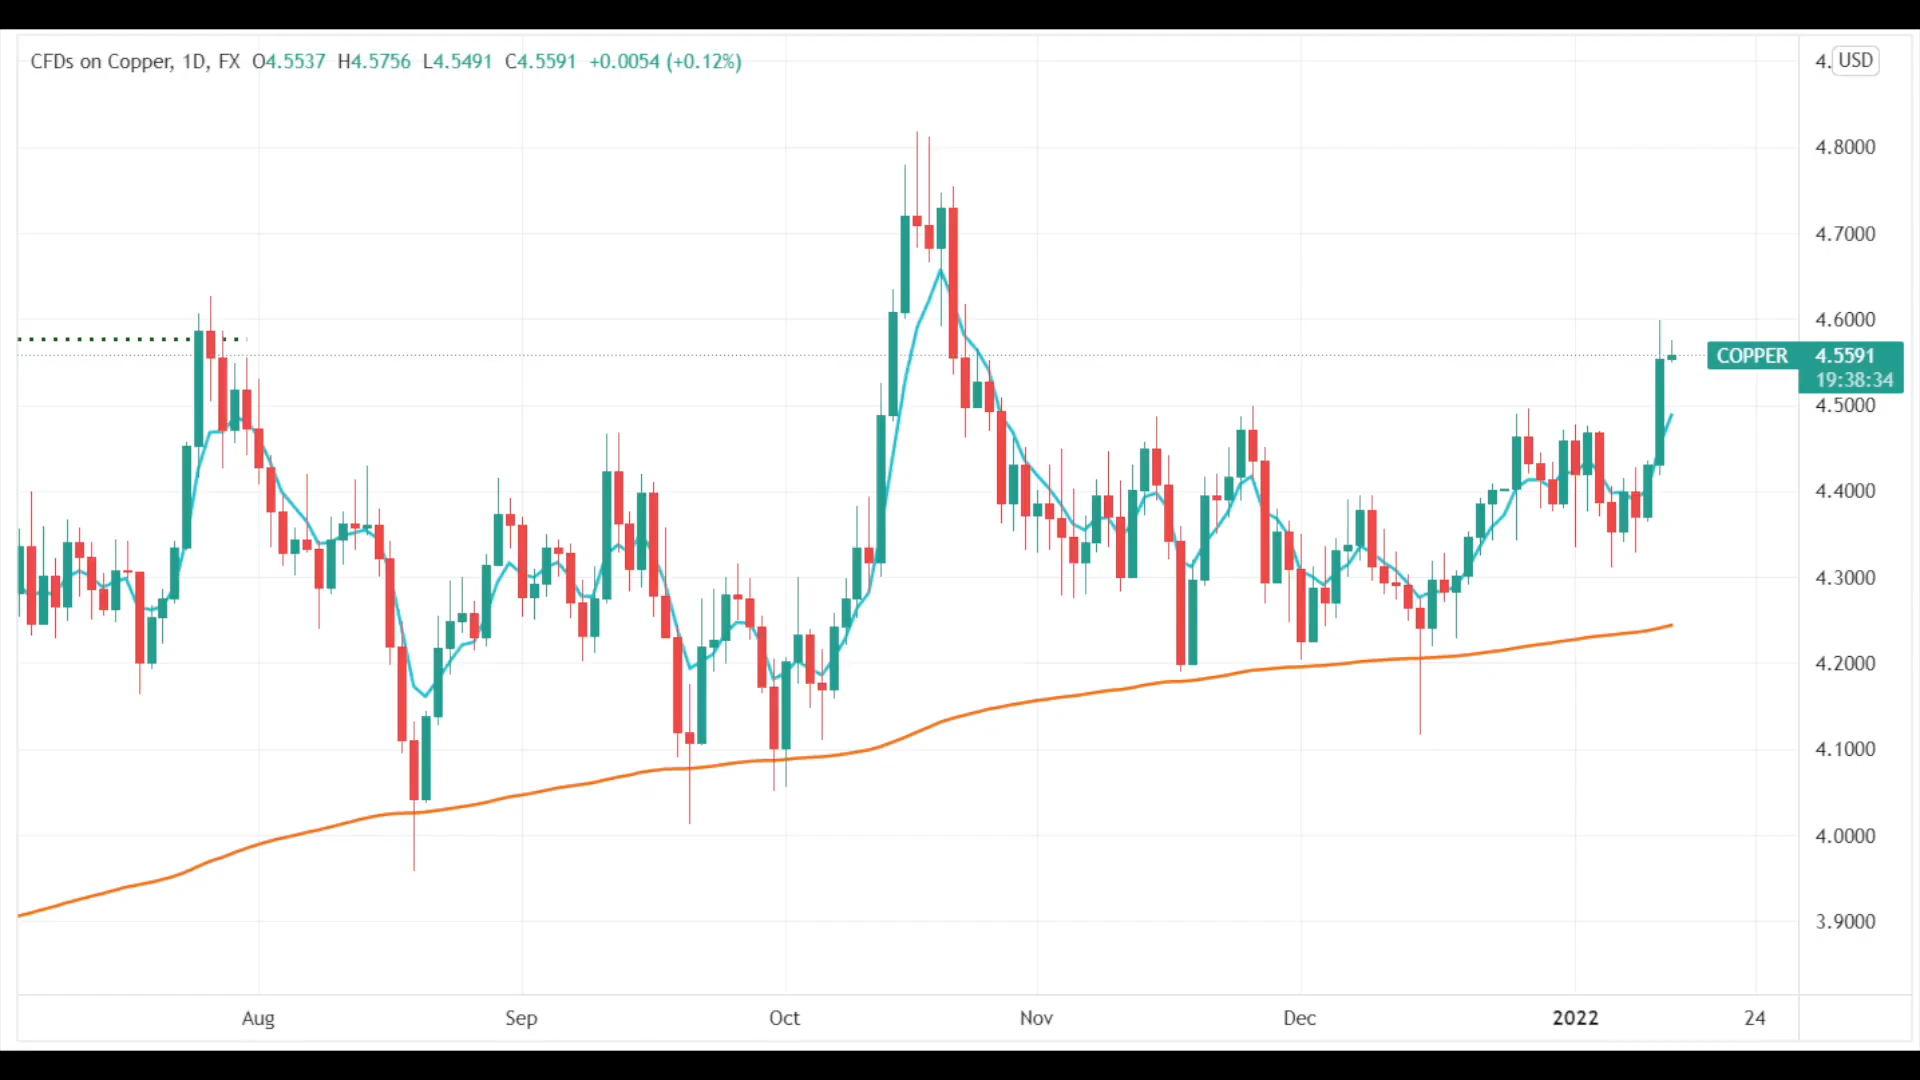 CFDs on Copper, 1D, FX O4.5537 H4.5756 L4.5491 C4.5591 +0.0054 (+0.12%)
4. USD
4.8000
4.7000
4.6000
COPPER 4.5591
19:38:34
4.5000
4.4000
4.3000
4.2000
4.1000
4.0000
3.9000
Aug Sep Oct Nov Dec 2022 24